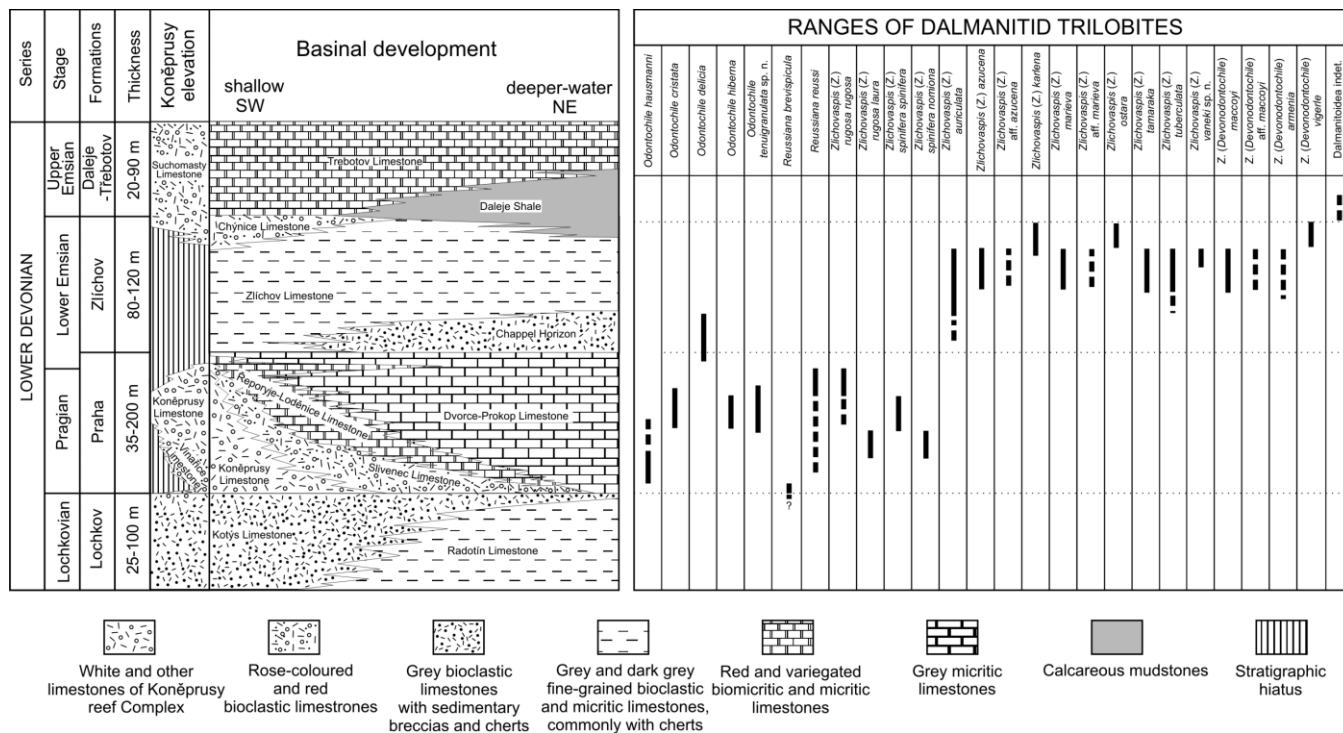 Series
Stage
Formations
Thickness
Koněprusy
elevation
Basinal development
shallow
SW
deeper-water
NE
LOWER DEVONIAN
Upper
Emsian
Daleje
-Třebotov
20-90 m
Lower Emsian
Zlíchov
80-120 m
Pragian
Praha
35-200 m
Lochkovian
Lochkov
25-100 m
Suchomasty
Limestone
Trebotov Limestone
Daleje Shale
Chýnice Limestone
Zlíchov Limestone
Chappel Horizon
Koněprusy
Limestone
Vinařice
Limestone
Reporyje-Loděnice Limestone
Dvorce-Prokop Limestone
Koněprusy
Limestone
Slivenec Limestone
Kotýs Limestone
Radotín Limestone
RANGES OF DALMANITID TRILOBITES
Odontochile hausmanni
Odontochile cristata
Odontochile delicia
Odontochile hiberna
Odontochile
tenuigranulata sp. n.
Reussiana brevispicula
Reussiana reussi
Zlichovaspis (Z.)
rugosa rugosa
Zlichovaspis (Z.)
rugosa laura
Zlichovaspis (Z.)
spinifera spinifera
Zlichovaspis (Z.)
spinifera nomiona
Zlichovaspis (Z.)
auriculata
Zlichovaspis (Z.) azucena
Zlichovaspis (Z.)
aff. azucena
Zlichovaspis (Z.) karlena
Zlichovaspis (Z.)
marieva
Zlichovaspis (Z.)
aff. marieva
Zlichovaspis (Z.)
ostara
Zlichovaspis (Z.)
tamaraka
Zlichovaspis (Z.)
tuberculata
Zlichovaspis (Z.)
vaneki sp. n.
Z. (Devonodontochile)
maccoyi
Z. (Devonodontochile)
aff. maccoyi
Z. (Devonodontochile)
armenia
Z. (Devonodontochile)
vigerle
Dalmanitoidea indet.
?
White and other
limestones of Koněprusy
reef Complex
Rose-coloured
and red
bioclastic limestrones
Grey bioclastic
limestones
with sedimentary
breccias and cherts
Grey and dark grey
fine-grained bioclastic
and micritic limestones,
commonly with cherts
Red and variegated
biomicritic and micritic
limestones
Grey micritic
limestones
Calcareous mudstones
Stratigraphic
hiatus